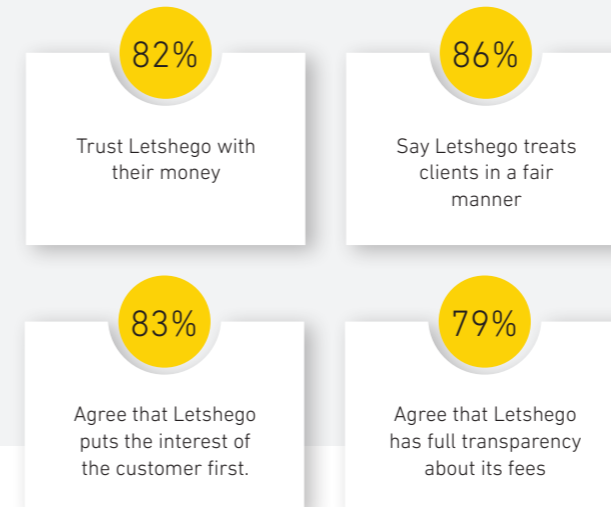 82%
Trust Letshego with
their money
86%
Say Letshego treats
clients in a fair
manner
83%
Agree that Letshego
puts the interest of
the customer first.
79%
Agree that Letshego
has full transparency
about its fees